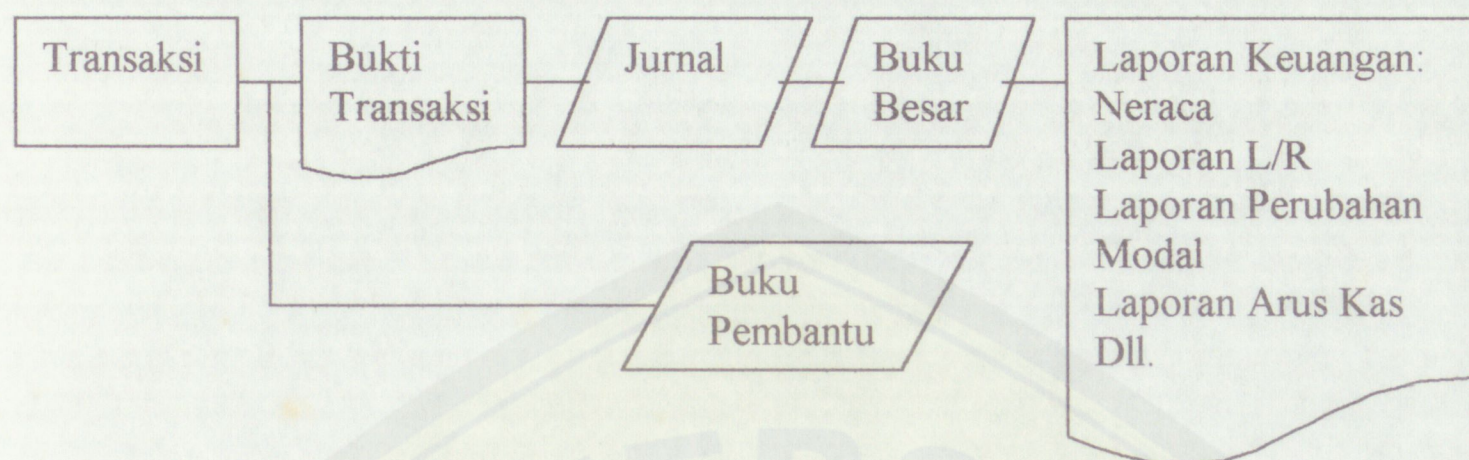 Transaksi
Bukti
Transaksi
Jurnal
Buku
Besar
Laporan Keuangan:
Neraca
Laporan L/R
Laporan Perubahan
Modal
Laporan Arus Kas
Dll.
Buku
Pembantu